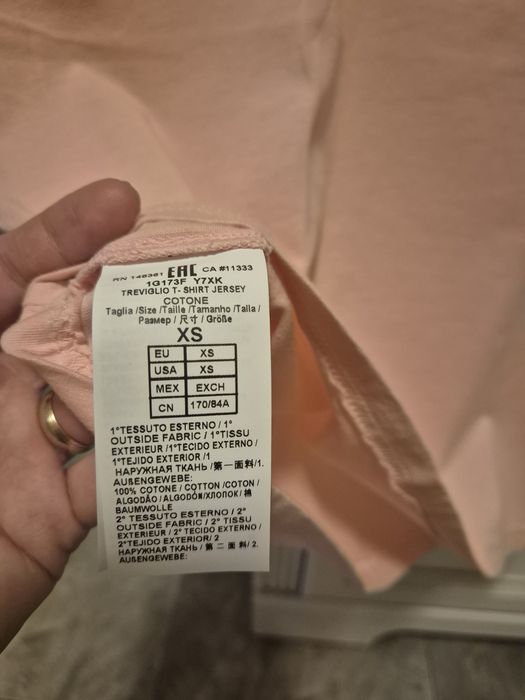 RN 148361 EAC CA #11333
1G173F Y7XK
TREVIGLIO T- SHIRT JERSEY
COTONE
Taglia /Size /Taille /Tamanho /Talla /
Размер / 尺寸 / Größe
XS
EU XS
USA XS
MEX EXCH
CN 170/84A
1°TESSUTO ESTERNO / 1°
OUTSIDE FABRIC / 1°TISSU
EXTERIEUR /1°TECIDO EXTERNO /
1°TEJIDO EXTERIOR /1
НАРУЖНАЯ ТКАНЬ /第一面料/1.
AUßENGEWEBE:
100% COTONE / COTTON /COTON /
ALGODÃO /ALGODÓN/ХЛОПОК/ 棉
BAUMWOLLE
2° TESSUTO ESTERNO / 2°
OUTSIDE FABRIC / 2° TISSU
EXTERIEUR / 2° TECIDO EXTERNO /
2°TEJIDO EXTERIOR/ 2
НАРУЖНАЯ ТКАНЬ /第 二 面 料 / 2.
AUßENGEWEBE: